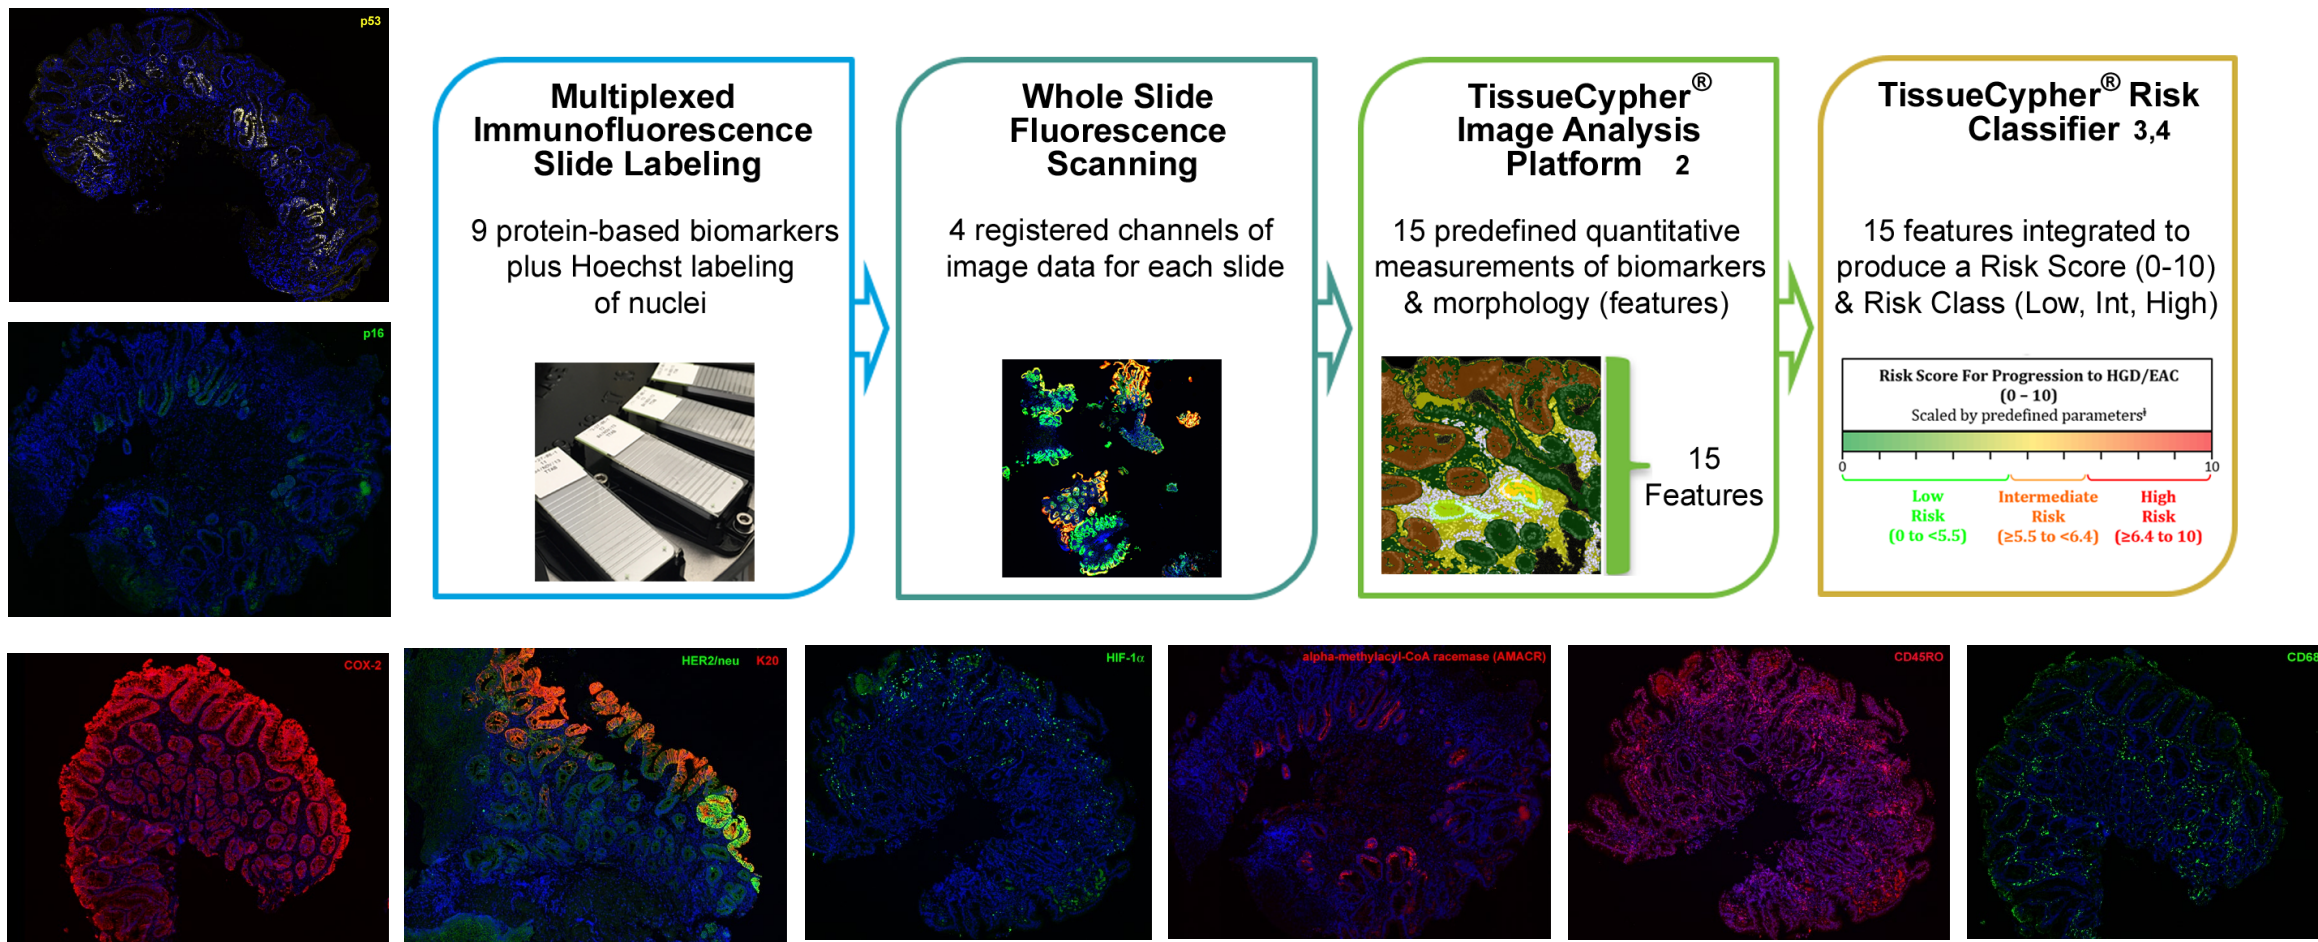 p53
p16
Multiplexed
Immunofluorescence
Slide Labeling
9 protein-based biomarkers
plus Hoechst labeling
of nuclei
Whole Slide
Fluorescence
Scanning
4 registered channels of
image data for each slide
TissueCypher®
Image Analysis
Platform 2
15 predefined quantitative
measurements of biomarkers
& morphology (features)
15
Features
TissueCypher® Risk
Classifier 3,4
15 features integrated to
produce a Risk Score (0-10)
& Risk Class (Low, Int, High)
Risk Score For Progression to HGD/EAC
(0 – 10)
Scaled by predefined parameters
0 10
Low
Risk
(0 to <5.5)
Intermediate
Risk
(≥5.5 to <6.4)
High
Risk
(≥6.4 to 10)
COX-2
HER2/neu K20
HIF-1α
alpha-methylacyl-CoA racemase (AMACR)
CD45RO
CD68